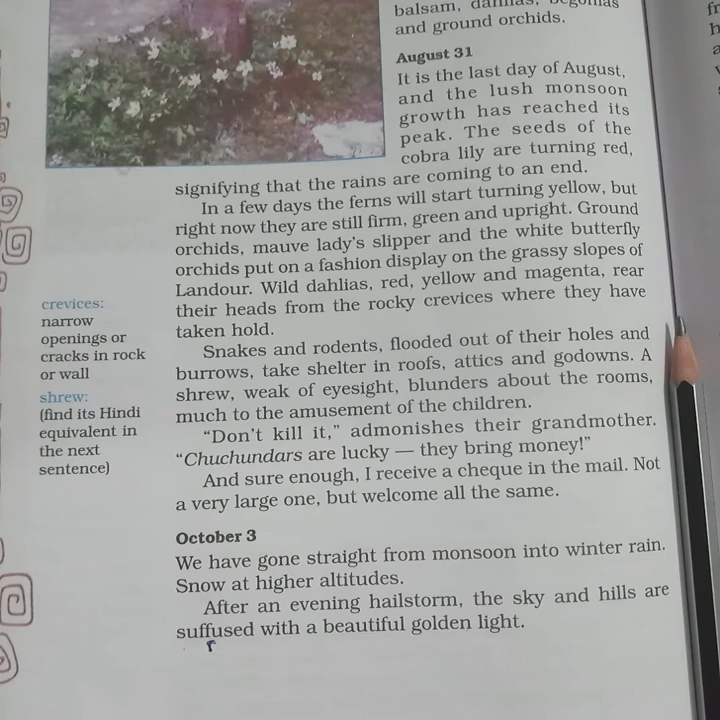 balsam, dahlias, begonias
and ground orchids.
August 31
It is the last day of August,
and the lush monsoon
growth has reached its
peak. The seeds of the
cobra lily are turning red,
signifying that the rains are coming to an end.
In a few days the ferns will start turning yellow, but
right now they are still firm, green and upright. Ground
orchids, mauve lady's slipper and the white butterfly
orchids put on a fashion display on the grassy slopes of
Landour. Wild dahlias, red, yellow and magenta, rear
their heads from the rocky crevices where they have
taken hold.
Snakes and rodents, flooded out of their holes and
burrows, take shelter in roofs, attics and godowns. A
shrew, weak of eyesight, blunders about the rooms,
much to the amusement of the children.
“Don't kill it,” admonishes their grandmother.
“Chuchundars are lucky — they bring money!”
And sure enough, I receive a cheque in the mail. Not
a very large one, but welcome all the same.
October 3
We have gone straight from monsoon into winter rain.
Snow at higher altitudes.
After an evening hailstorm, the sky and hills are
suffused with a beautiful golden light.
crevices:
narrow
openings or
cracks in rock
or wall
shrew:
(find its Hindi
equivalent in
the next
sentence)